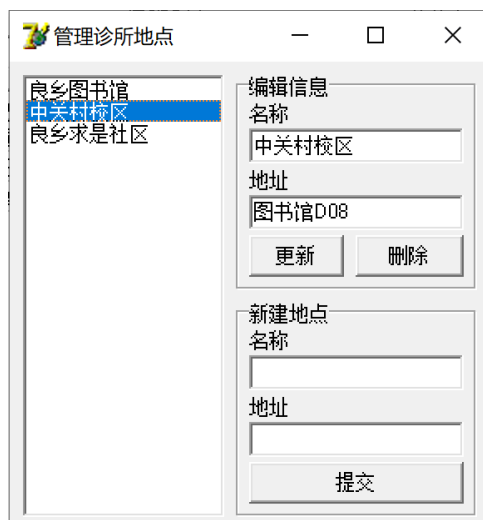 管理诊所地点
良乡图书馆
中关村校区
良乡求是社区
编辑信息
名称
中关村校区
地址
图书馆D08
更新 删除
新建地点
名称
地址
提交